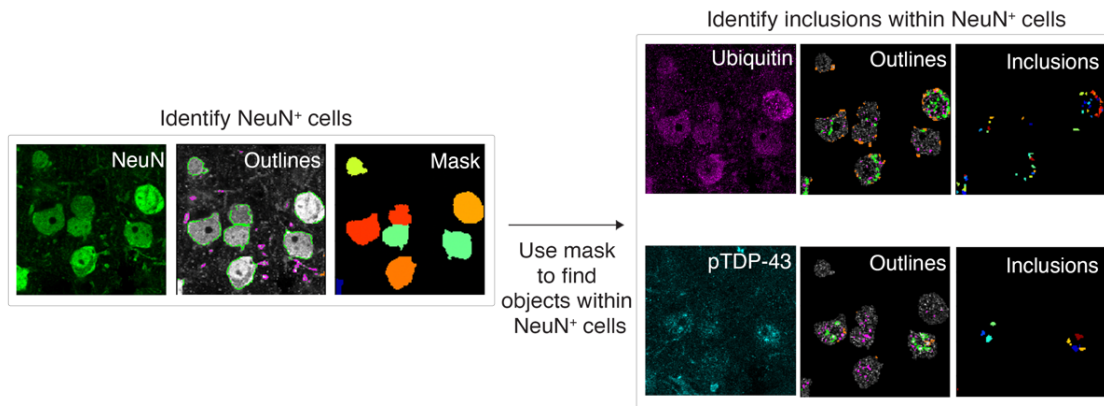 Identify inclusions within NeuN⁺ cells
Identify NeuN⁺ cells
NeuN
Outlines
Mask
Use mask
to find
objects within
NeuN⁺ cells
Ubiquitin
Outlines
Inclusions
pTDP-43
Outlines
Inclusions